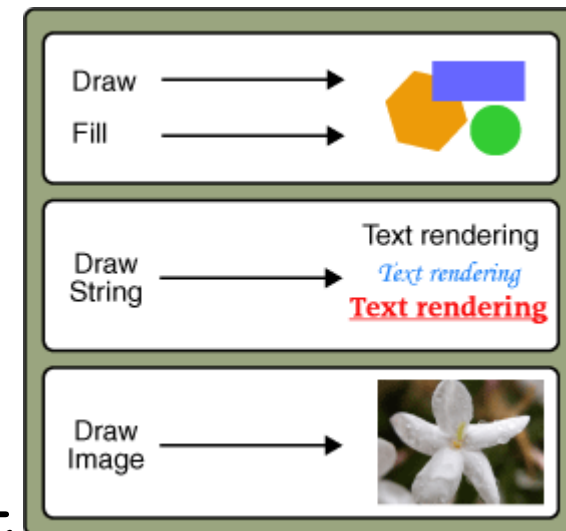 Draw
Fill
Draw
String
Text rendering
Text rendering
Text rendering
Draw
Image